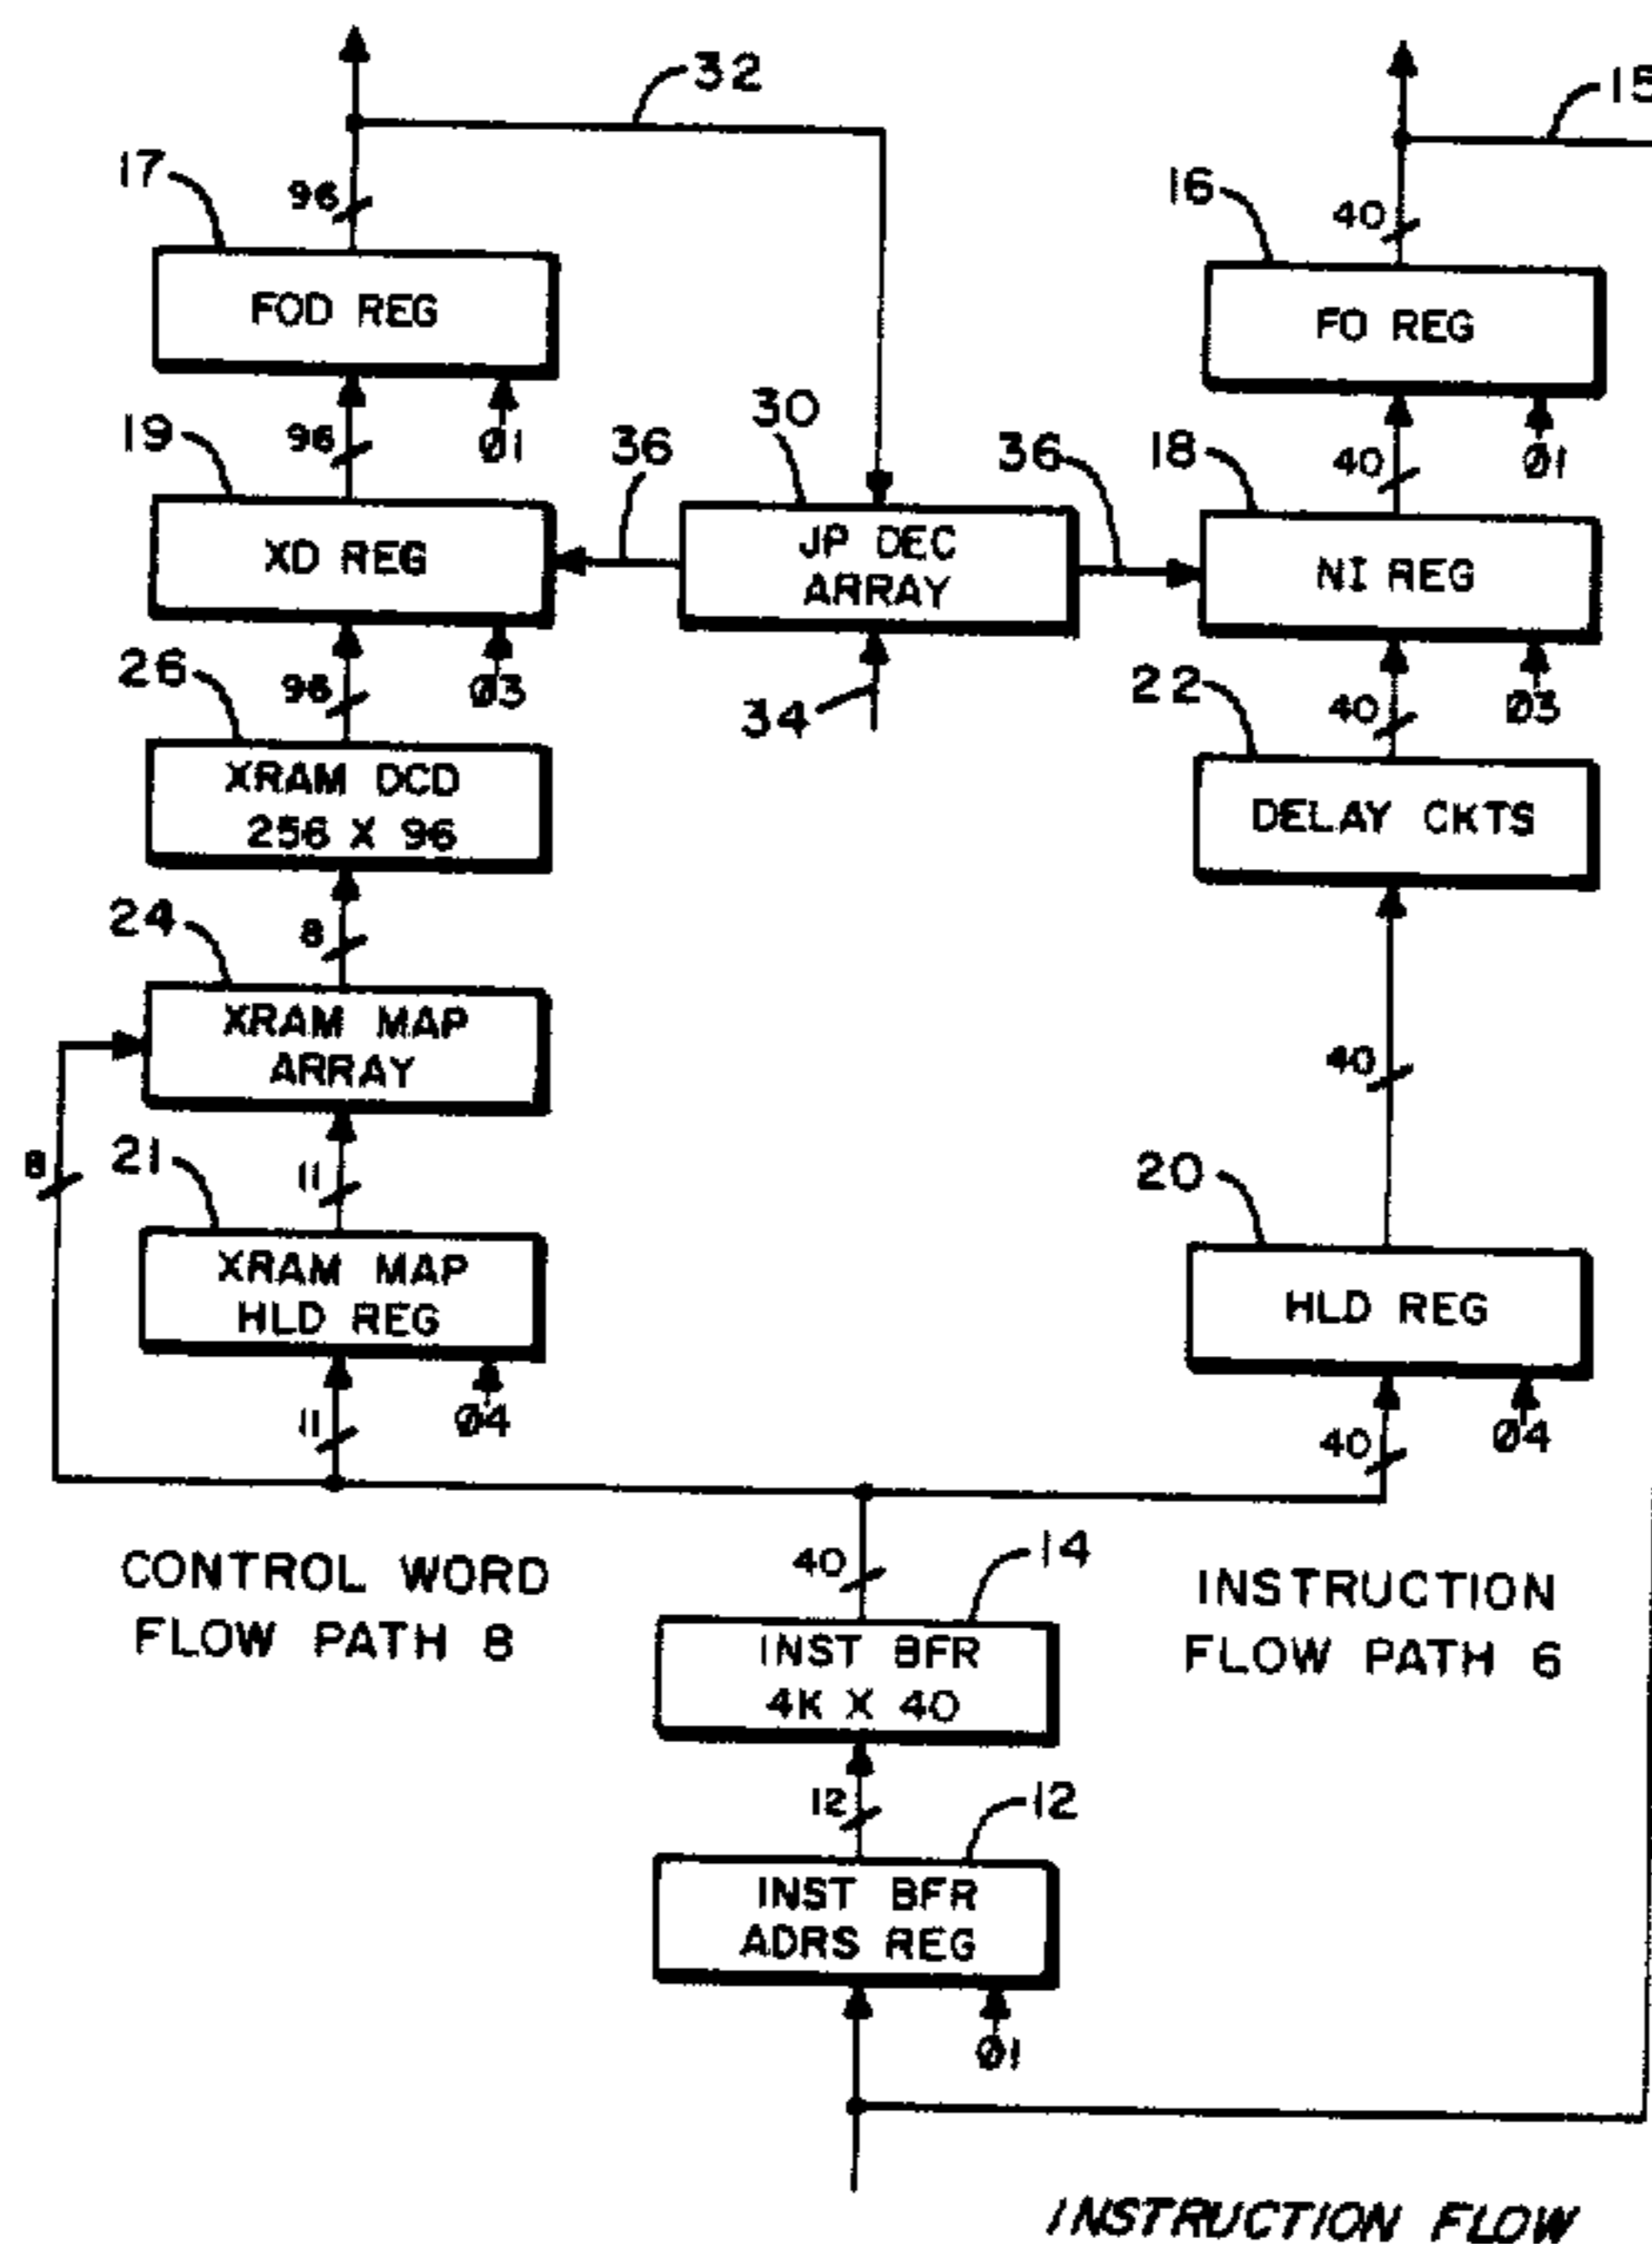 32
15
17
96
16
40
FOD REG
FO REG
19
96
Ø1
36
30
36
18
40
Ø1
XD REG
JP DEC
ARRAY
NI REG
26
96
Ø3
34
22
40
Ø3
XRAM DCD
256 X 96
DELAY CKTS
24
8
XRAM MAP
ARRAY
40
8
21
11
20
XRAM MAP
HLD REG
HLD REG
11
Ø4
40
Ø4
CONTROL WORD
FLOW PATH 8
40
14
INSTRUCTION
FLOW PATH 6
INST BFR
4K X 40
12
12
INST BFR
ADRS REG
Ø1
INSTRUCTION FLOW